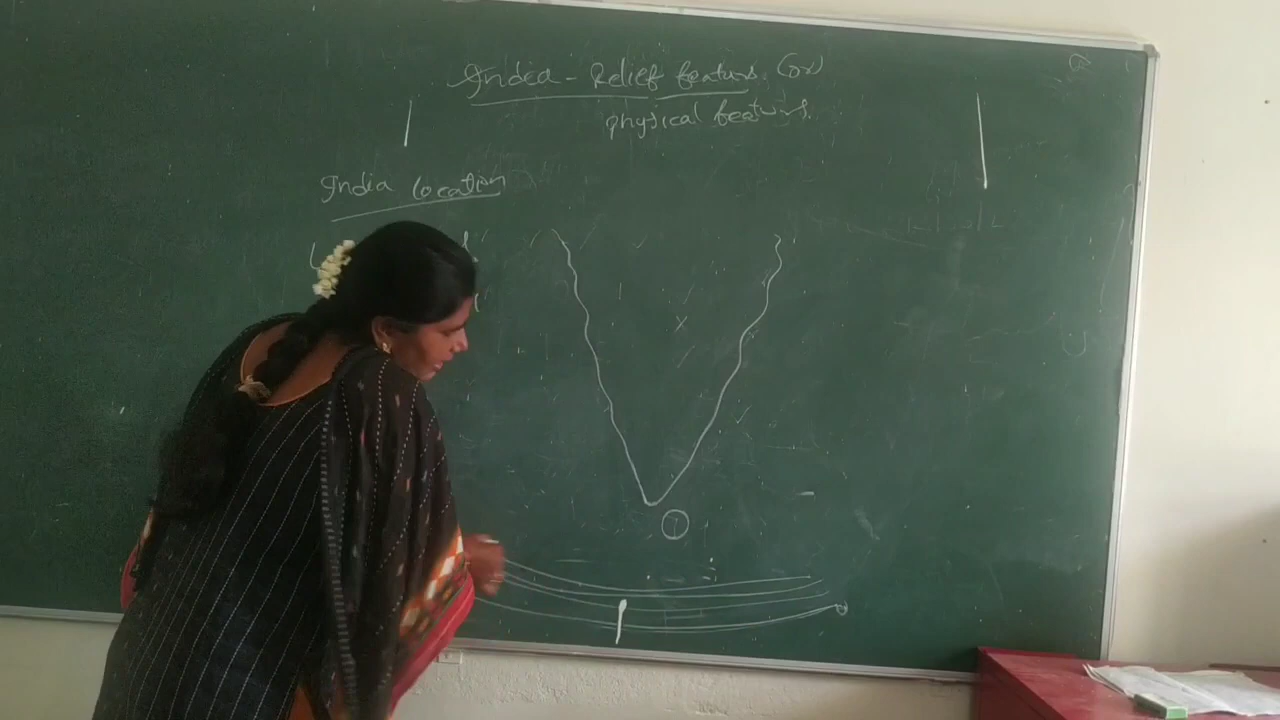 India - Relief features (or)
physical features.
India location